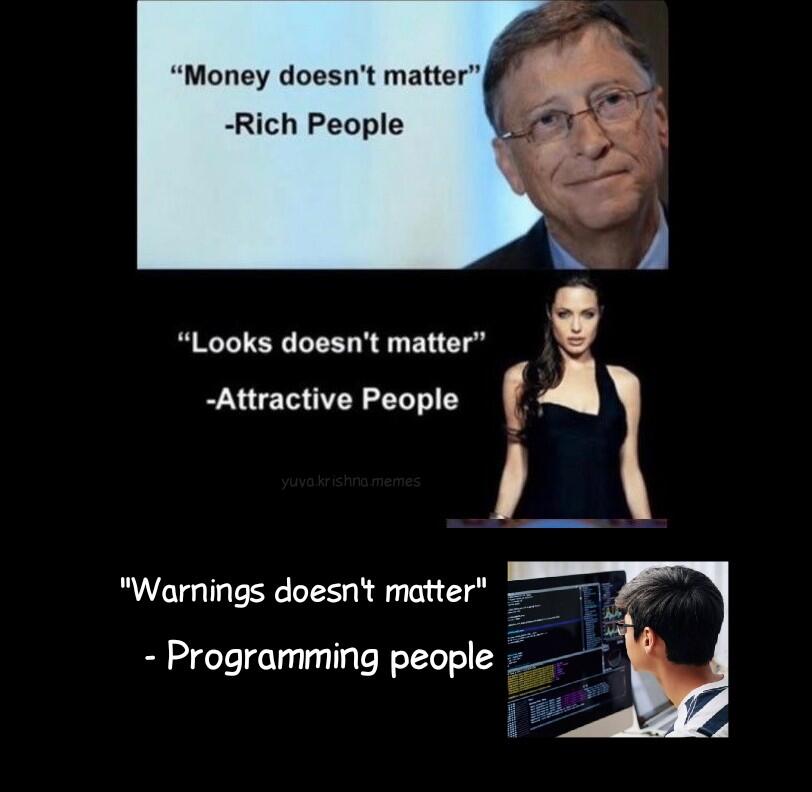 “Money doesn't matter”
-Rich People
“Looks doesn't matter”
-Attractive People
yuva.krishna.memes
"Warnings doesn't matter"
- Programming people